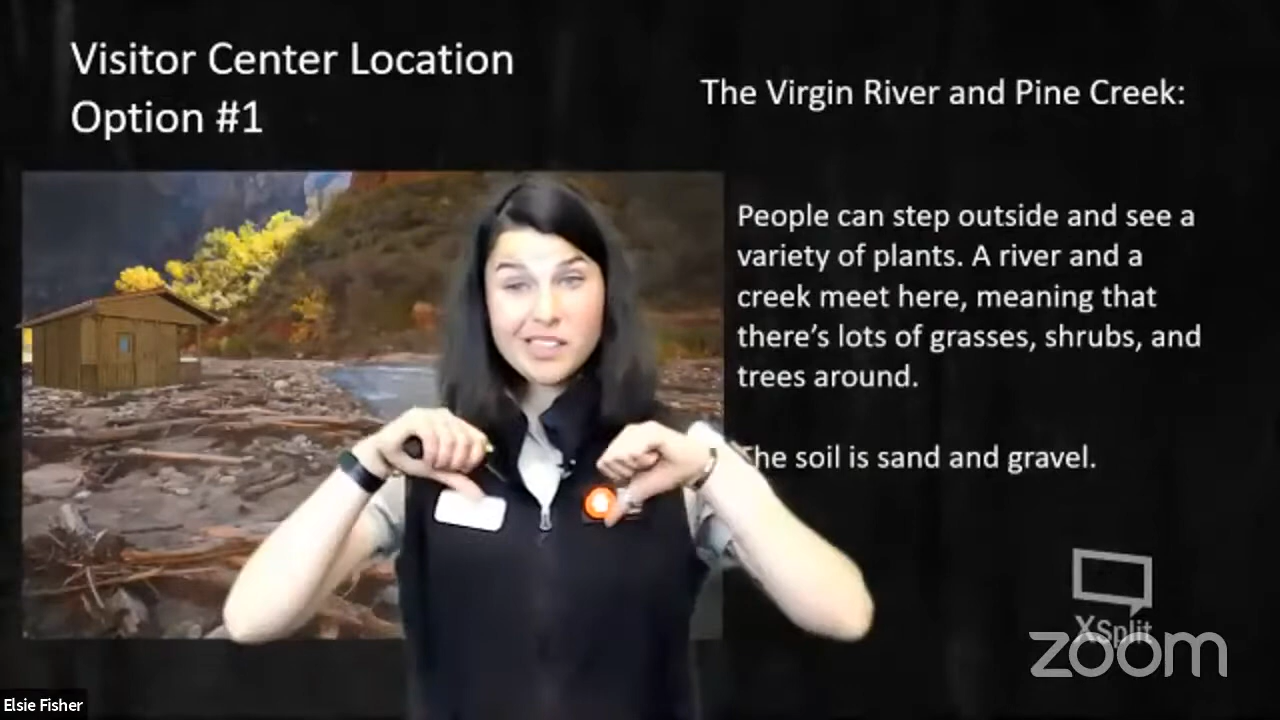 Visitor Center Location
Option #1
The Virgin River and Pine Creek:
People can step outside and see a
variety of plants. A river and a
creek meet here, meaning that
there’s lots of grasses, shrubs, and
trees around.
The soil is sand and gravel.
XSplit
zoom
Elsie Fisher